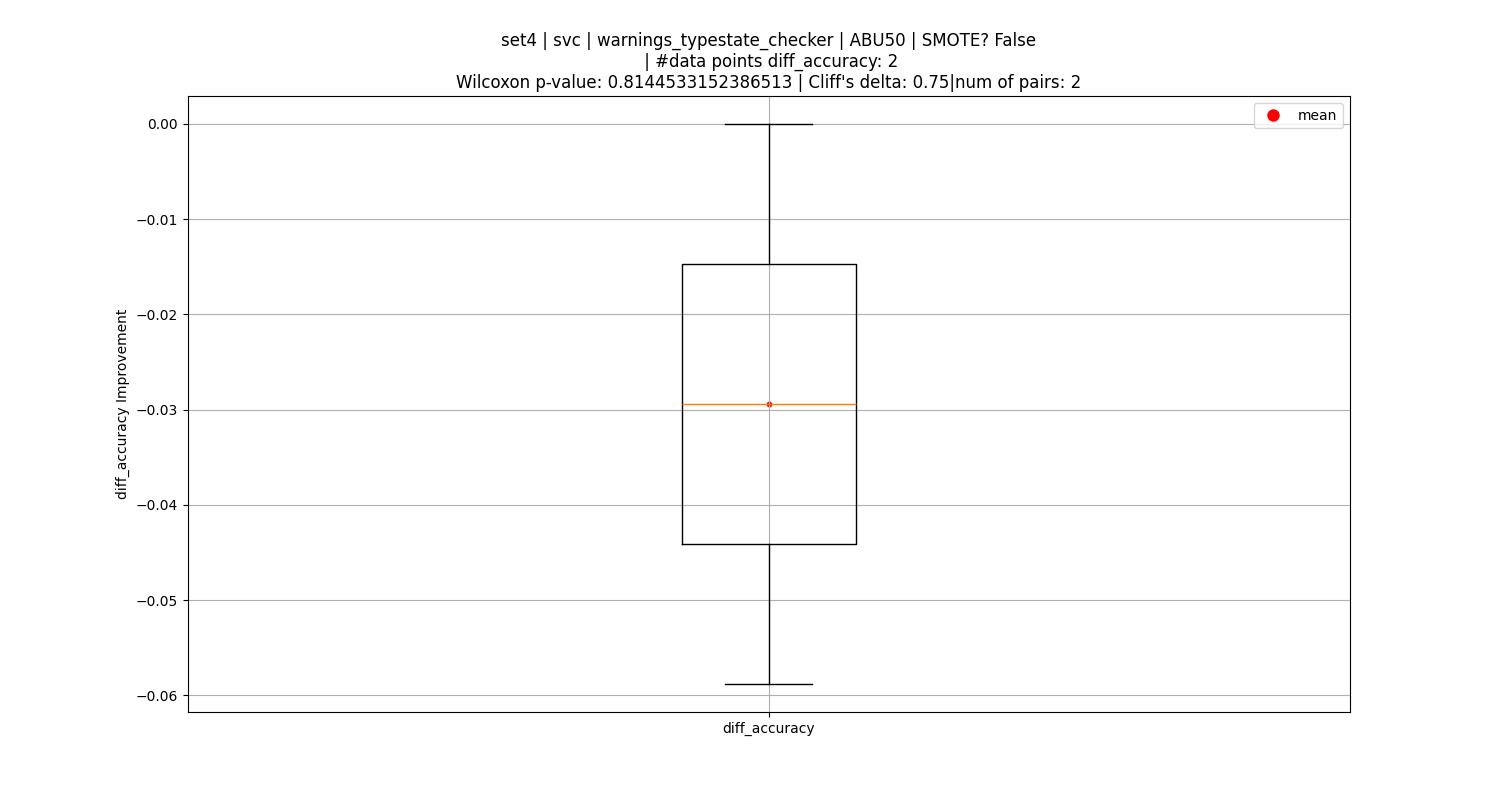 set4 | svc | warnings_typestate_checker | ABU50 | SMOTE? False
| #data points diff_accuracy: 2
Wilcoxon p-value: 0.8144533152386513 | Cliff's delta: 0.75|num of pairs: 2
mean
0.00
−0.01
−0.02
−0.03
−0.04
−0.05
−0.06
diff_accuracy Improvement
diff_accuracy